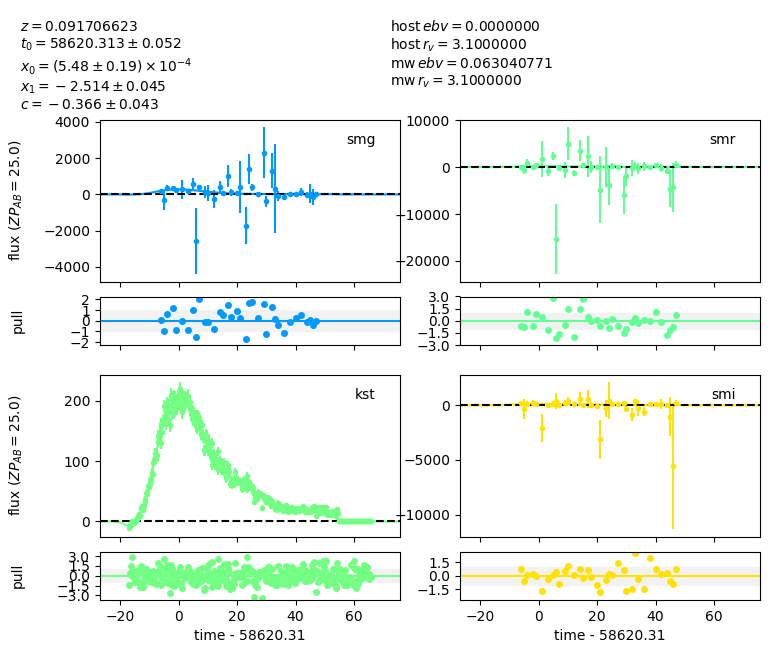 z = 0.091706623
t₀ = 58620.313 ± 0.052
x₀ = (5.48 ± 0.19) × 10⁻⁴
x₁ = −2.514 ± 0.045
c = −0.366 ± 0.043
host ebv = 0.0000000
host r_v = 3.1000000
mw ebv = 0.063040771
mw r_v = 3.1000000
4000
2000
0
−2000
−4000
flux (ZP_AB = 25.0)
smg
10000
0
−10000
−20000
smr
2
1
0
−1
−2
pull
3.0
1.5
0.0
−1.5
−3.0
200
100
0
flux (ZP_AB = 25.0)
kst
0
−5000
−10000
smi
3.0
1.5
0.0
−1.5
−3.0
pull
1.5
0.0
−1.5
−20 0 20 40 60
time - 58620.31
−20 0 20 40 60
time - 58620.31